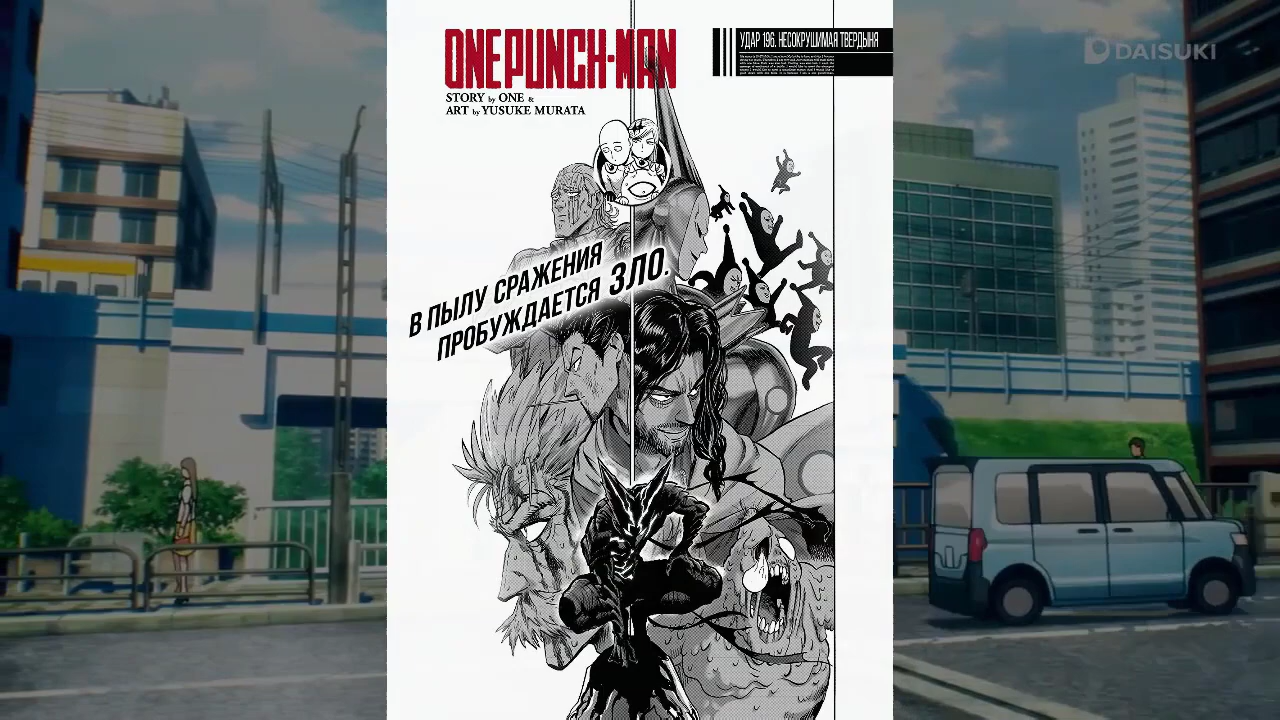 ONEPUNCH-MAN
STORY by ONE &
ART by YUSUKE MURATA
УДАР 196. НЕСОКРУШИМАЯ ТВЕРДЫНЯ
DAISUKI
В ПЫЛУ СРАЖЕНИЯ
ПРОБУЖДАЕТСЯ ЗЛО.